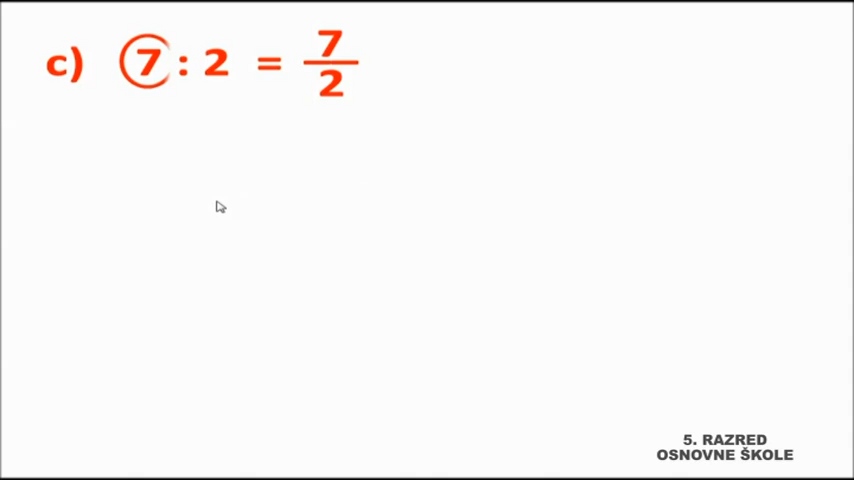 c) 7 : 2 = 7/2
5. RAZRED
OSNOVNE ŠKOLE